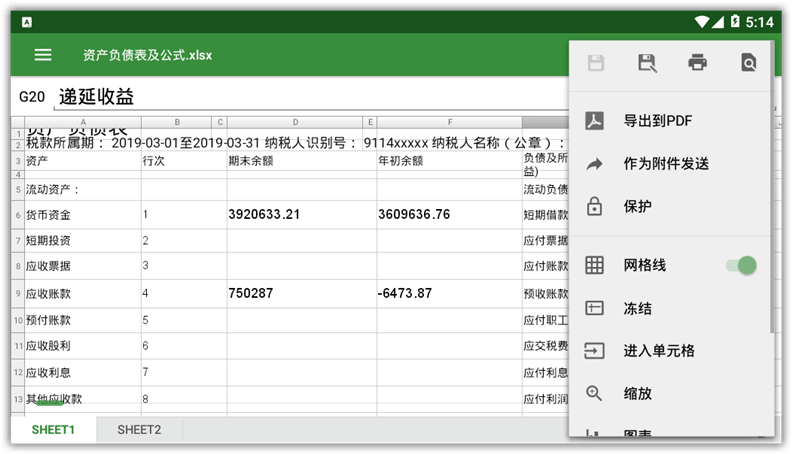 A 5:14
资产负债表及公式.xlsx
G20 递延收益
A B C D E F
1 资产负债表
2 税款所属期： 2019-03-01至2019-03-31 纳税人识别号： 9114xxxxx 纳税人名称（公章）：
3 资产 行次 期末余额 年初余额 负债及所
4 益)
5 流动资产： 流动负债
6 货币资金 1 3920633.21 3609636.76 短期借款
7 短期投资 2 应付票据
8 应收票据 3 应付账款
9 应收账款 4 750287 -6473.87 预收账款
10 预付账款 5 应付职工
11 应收股利 6 应交税费
12 应收利息 7 应付利息
13 其他应收款 8 应付利润
SHEET1 SHEET2
导出到PDF
作为附件发送
保护
网格线
冻结
进入单元格
缩放
图表